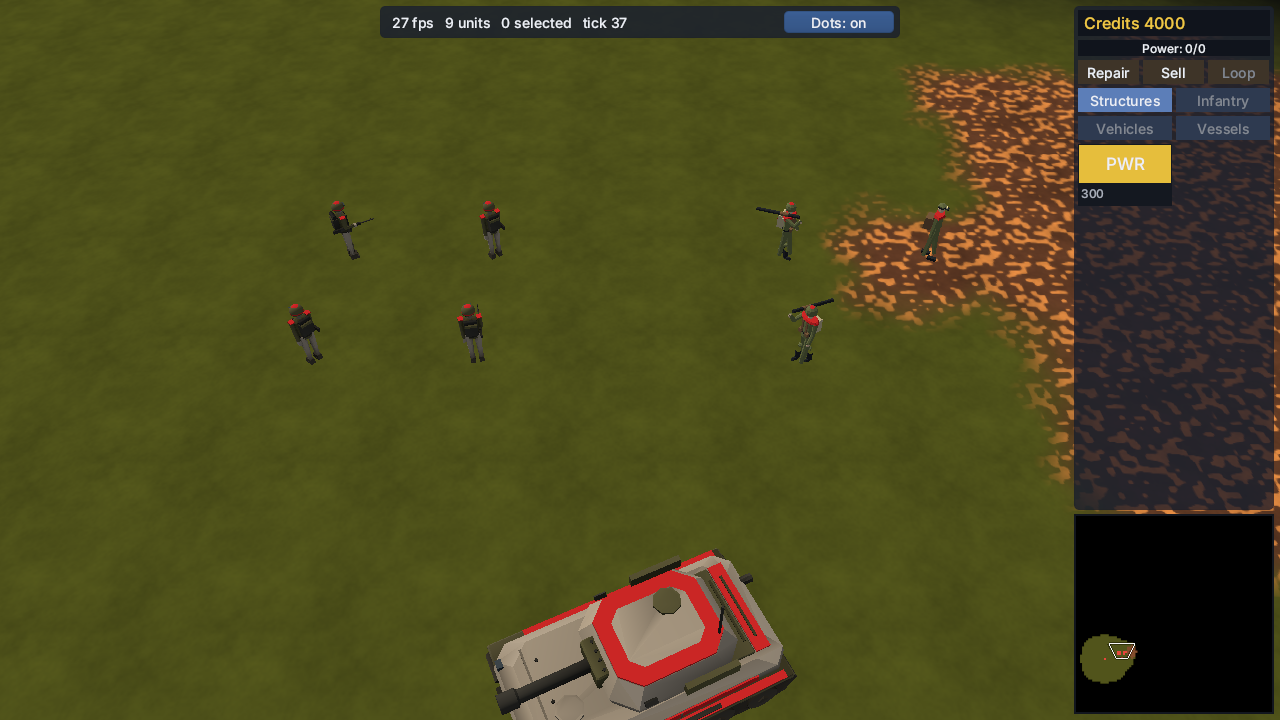 27 fps 9 units 0 selected tick 37 Dots: on
Credits 4000
Power: 0/0
Repair Sell Loop
Structures Infantry
Vehicles Vessels
PWR
300